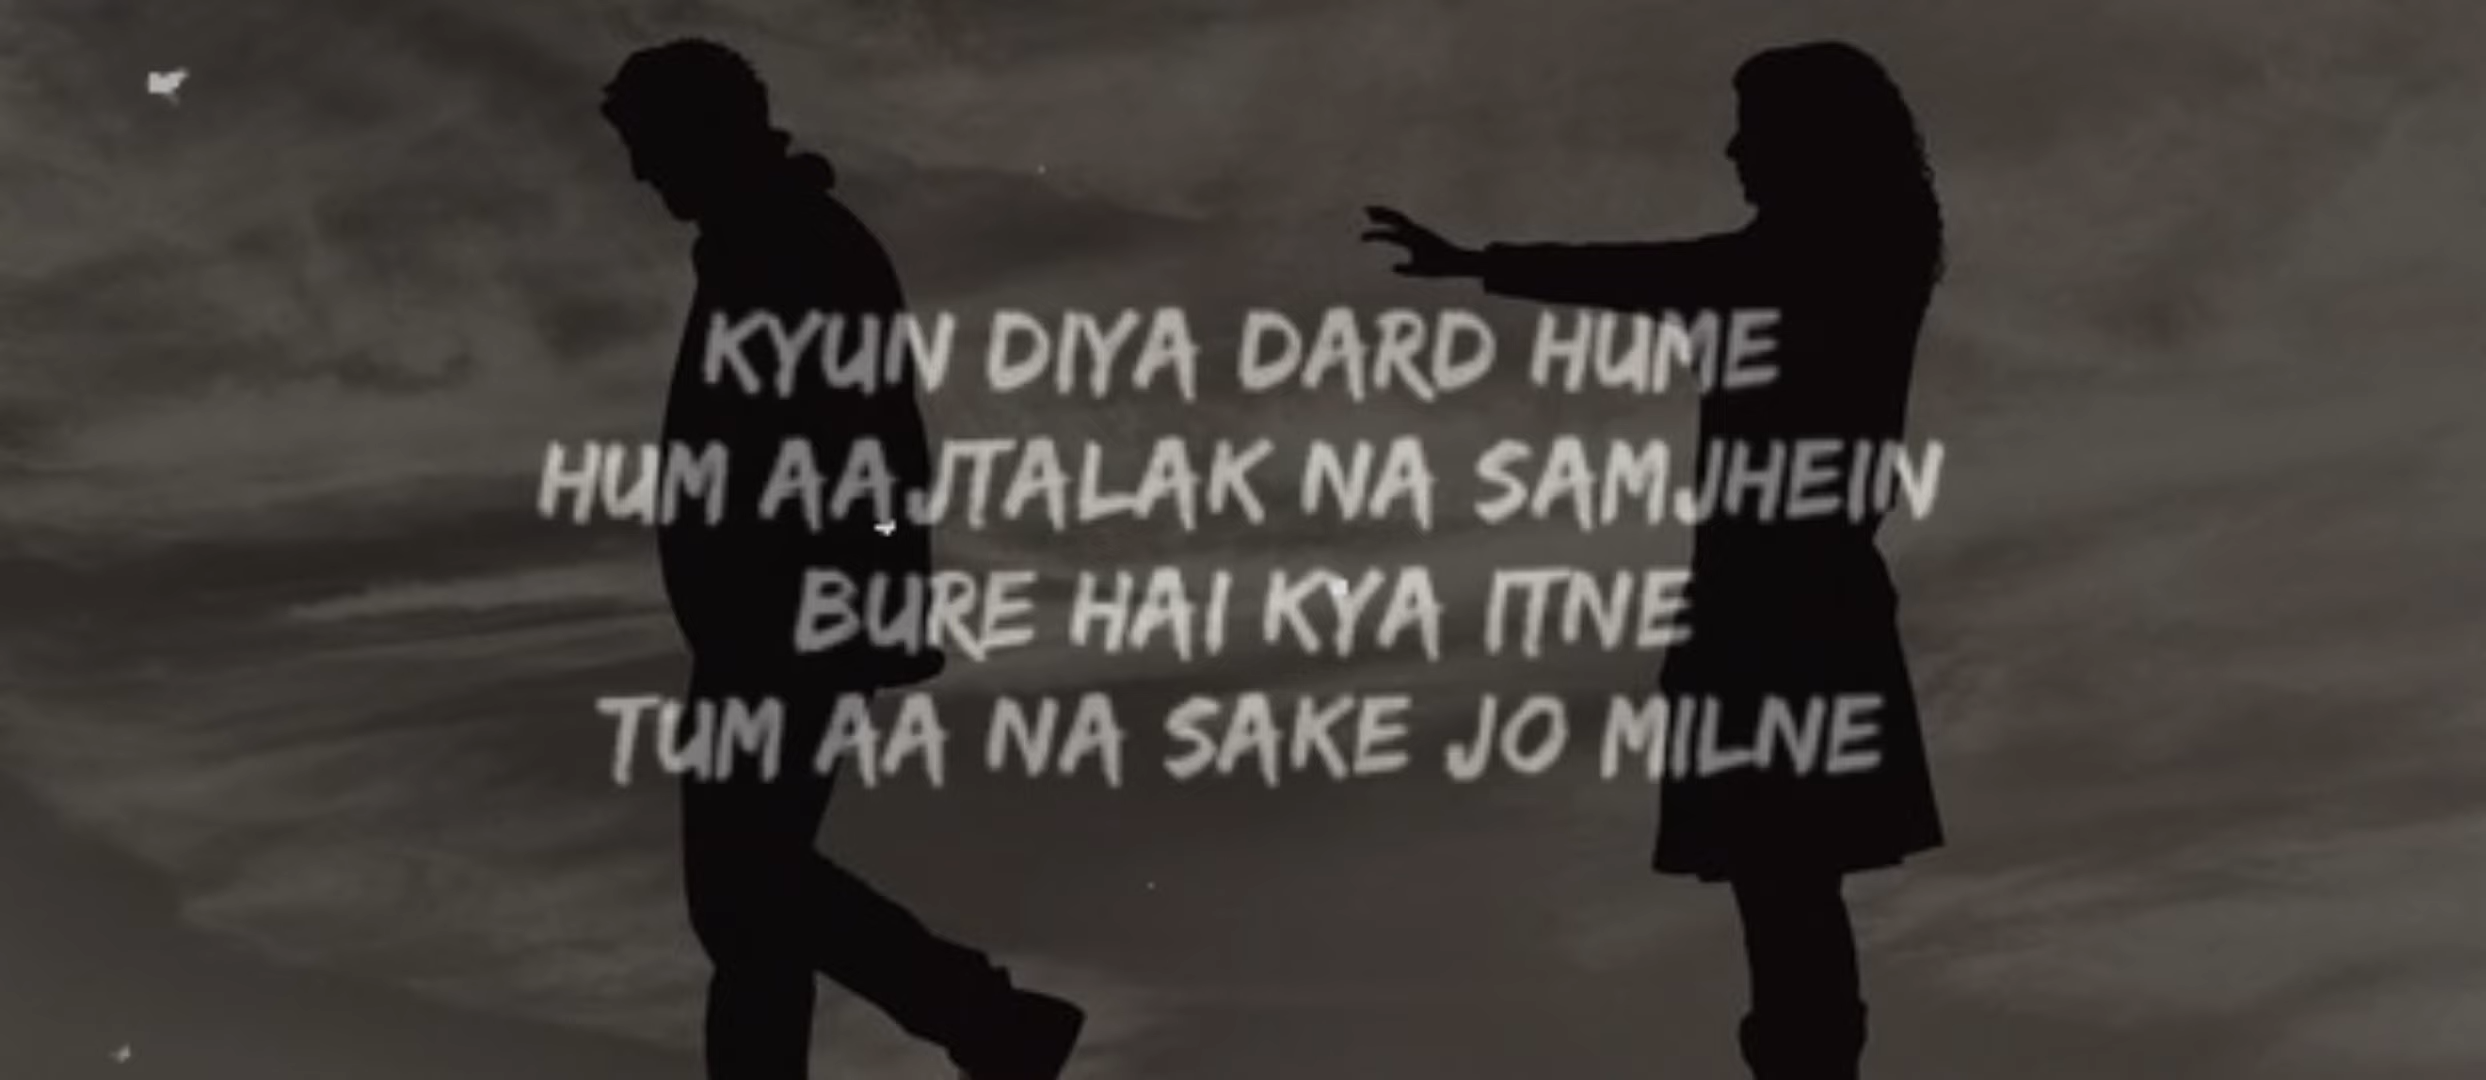 KYUN DIYA DARD HUME
HUM AAJTALAK NA SAMJHEIN
BURE HAI KYA ITNE
TUM AA NA SAKE JO MILNE